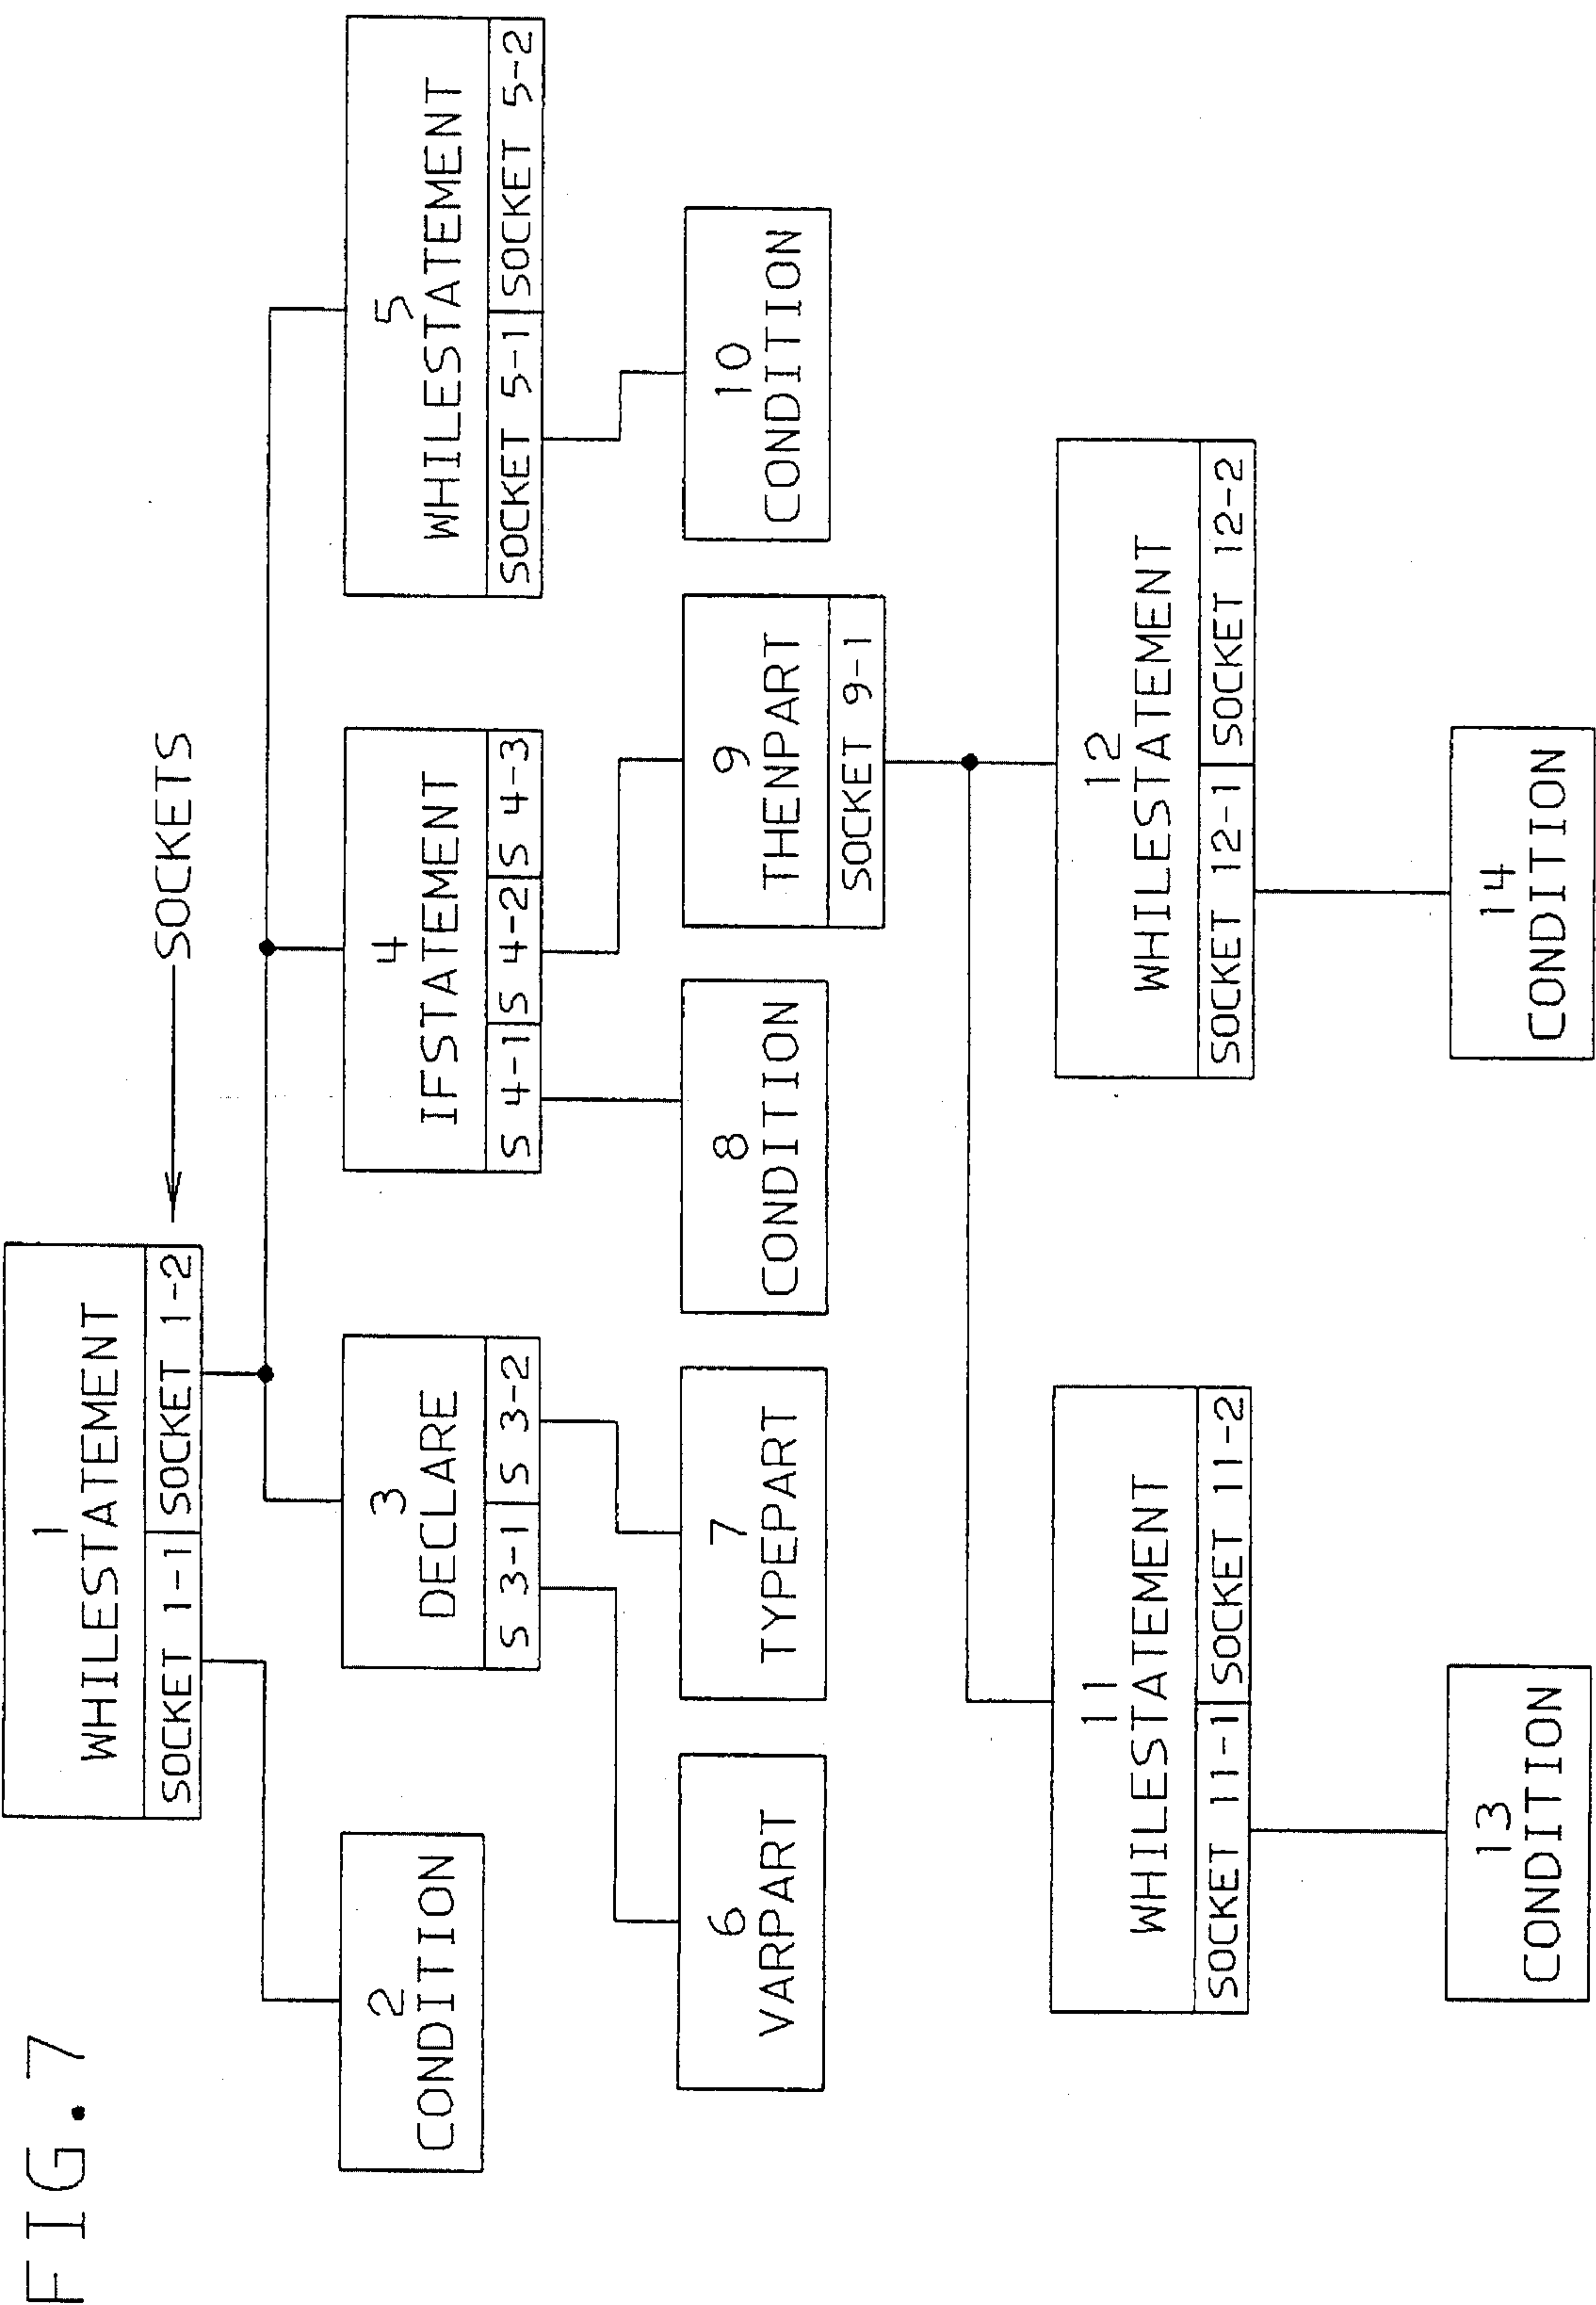 FIG.7
1
WHILESTATEMENT
SOCKET 1-1 SOCKET 1-2
SOCKETS
2
CONDITION
3
DECLARE
S 3-1 S 3-2
4
IFSTATEMENT
S 4-1 S 4-2 S 4-3
5
WHILESTATEMENT
SOCKET 5-1 SOCKET 5-2
6
VARPART
7
TYPEPART
8
CONDITION
9
THENPART
SOCKET 9-1
10
CONDITION
11
WHILESTATEMENT
SOCKET 11-1 SOCKET 11-2
12
WHILESTATEMENT
SOCKET 12-1 SOCKET 12-2
13
CONDITION
14
CONDITION